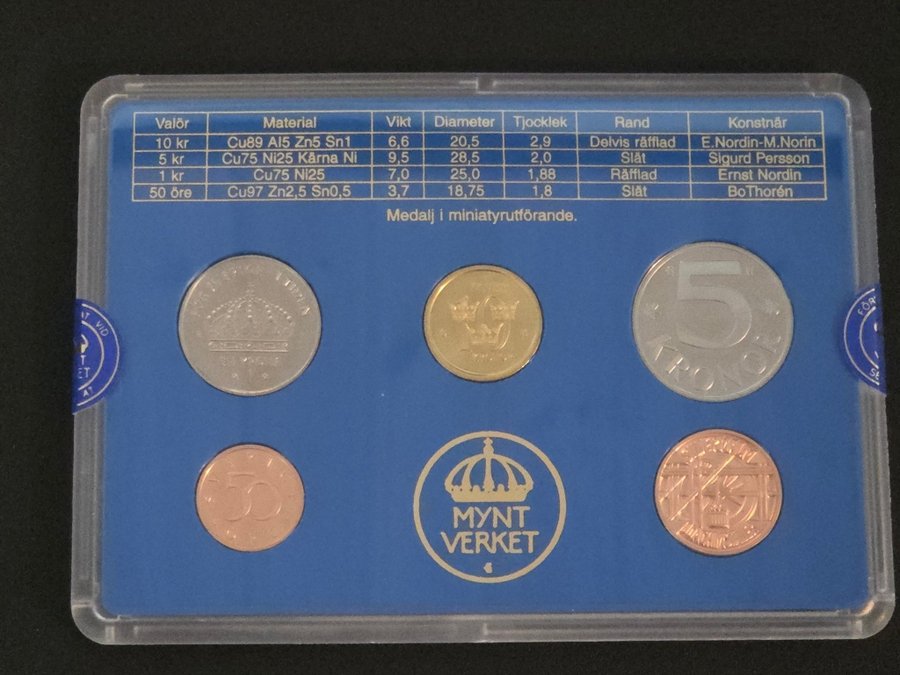 Valör Material Vikt Diameter Tjocklek Rand Konstnär
10 kr Cu89 Al5 Zn5 Sn1 6,6 20,5 2,9 Delvis räfflad E.Nordin-M.Norin
5 kr Cu75 Ni25 Kärna Ni 9,5 28,5 2,0 Slät Sigurd Persson
1 kr Cu75 Ni25 7,0 25,0 1,88 Räfflad Ernst Nordin
50 öre Cu97 Zn2,5 Sn0,5 3,7 18,75 1,8 Slät BoThorén
Medalj i miniatyrutförande.
5
KRONOR
50
MYNT
VERKET